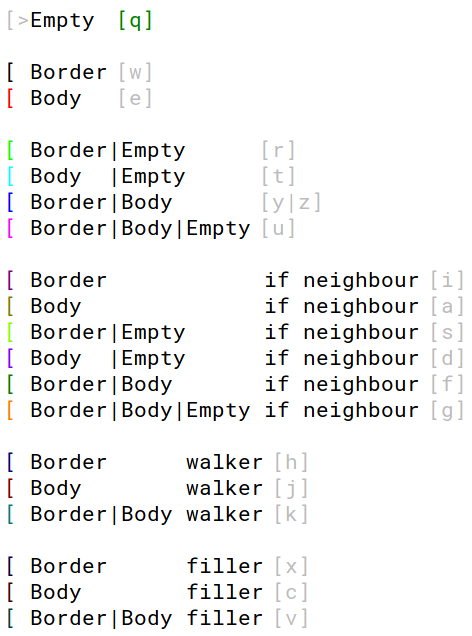 [>Empty  [q]
[ Border [w]
[ Body   [e]
[ Border|Empty      [r]
[ Body  |Empty      [t]
[ Border|Body       [y|z]
[ Border|Body|Empty [u]
[ Border            if neighbour [i]
[ Body              if neighbour [a]
[ Border|Empty      if neighbour [s]
[ Body  |Empty      if neighbour [d]
[ Border|Body       if neighbour [f]
[ Border|Body|Empty if neighbour [g]
[ Border      walker [h]
[ Body        walker [j]
[ Border|Body walker [k]
[ Border      filler [x]
[ Body        filler [c]
[ Border|Body filler [v]